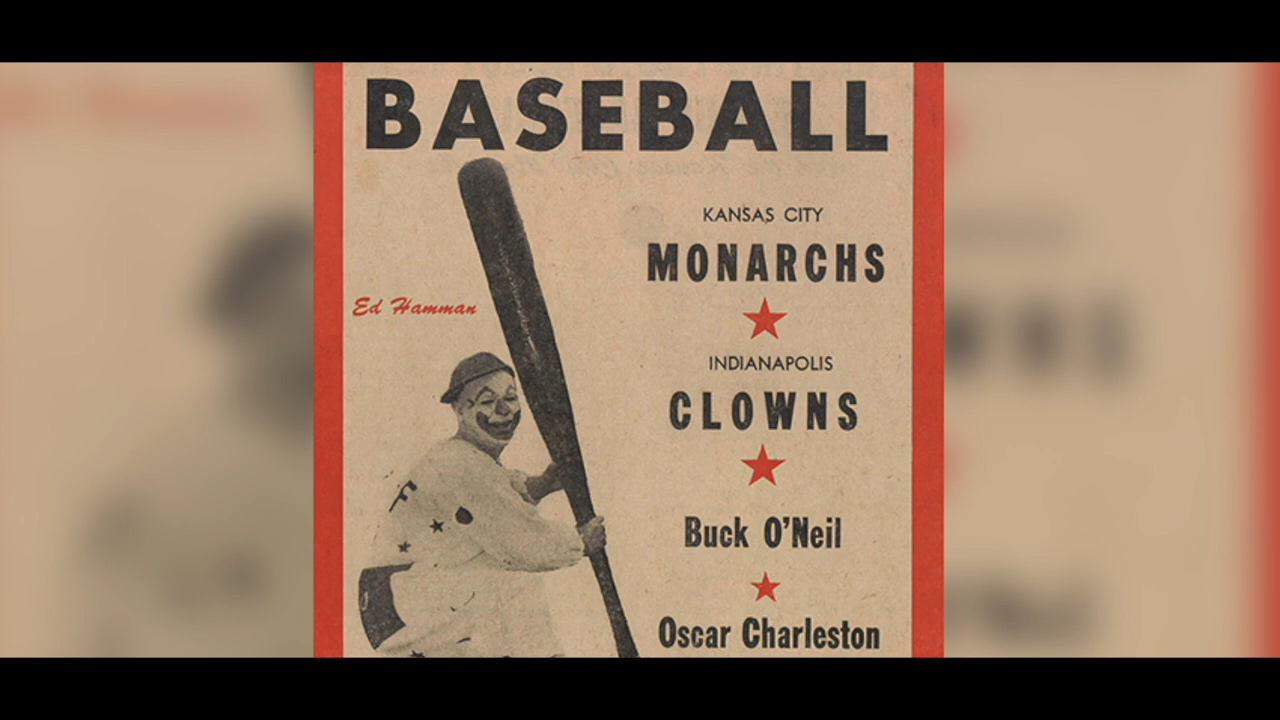 BASEBALL
KANSAS CITY
MONARCHS
Ed Hamman
INDIANAPOLIS
CLOWNS
Buck O'Neil
Oscar Charleston